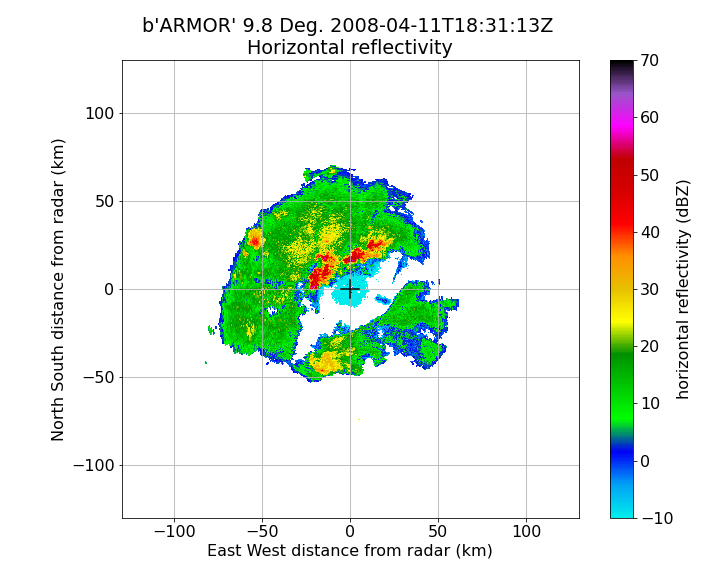 b'ARMOR' 9.8 Deg. 2008-04-11T18:31:13Z
Horizontal reflectivity
100
50
0
−50
−100
North South distance from radar (km)
−100 −50 0 50 100
East West distance from radar (km)
70
60
50
40
30
20
10
0
−10
horizontal reflectivity (dBZ)